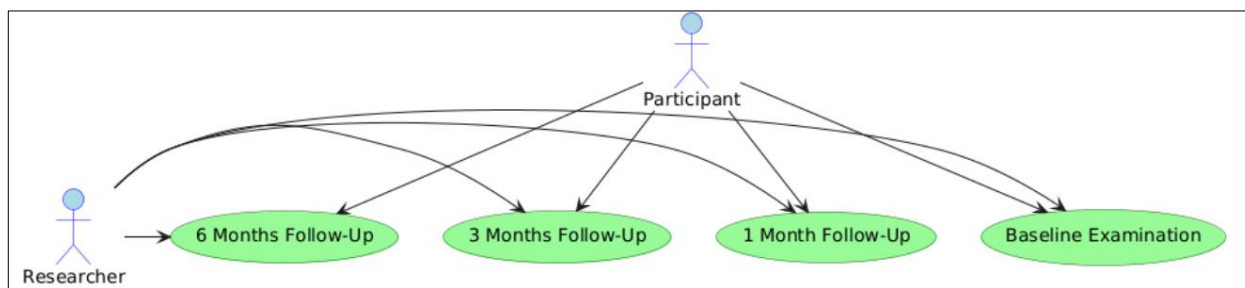 Participant
6 Months Follow-Up
3 Months Follow-Up
1 Month Follow-Up
Baseline Examination
Researcher